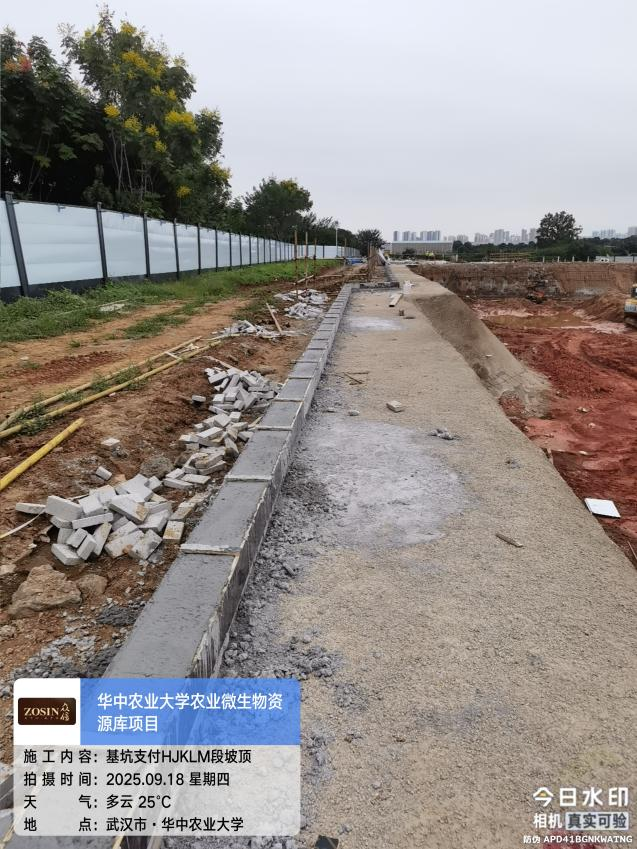 ZOSIN 众信
华中农业大学农业微生物资
源库项目
施工内容：基坑支付HJKLM段坡顶
拍摄时间：2025.09.18 星期四
天　　气：多云 25℃
地　　点：武汉市·华中农业大学
今日水印
相机 真实可验
防伪 APD41BGNKWATNG